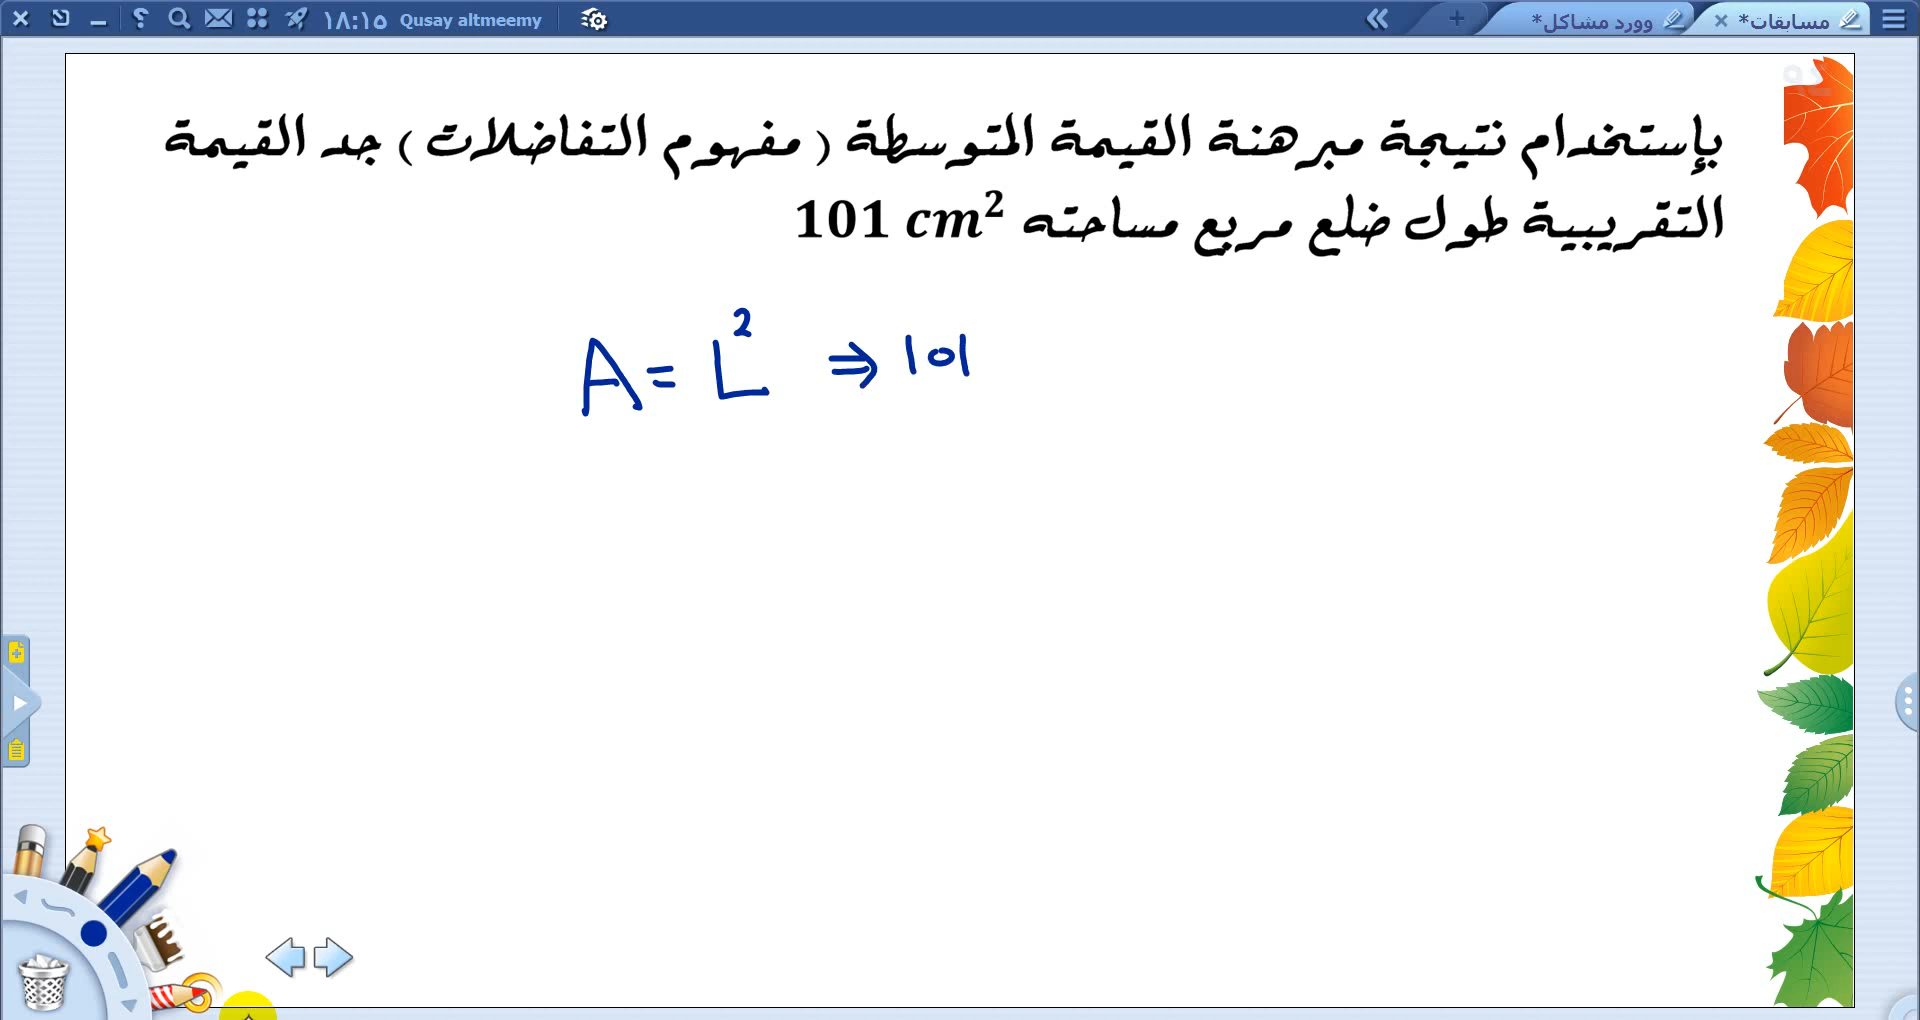 ١٨:١٥ Qusay altmeemy
وورد مشاكل*
مسابقات*
بإستخدام نتيجة مبرهنة القيمة المتوسطة ( مفهوم التفاضلات ) جد القيمة
التقريبية طول ضلع مربع مساحته 101 cm²
A = L² ⇒ 101